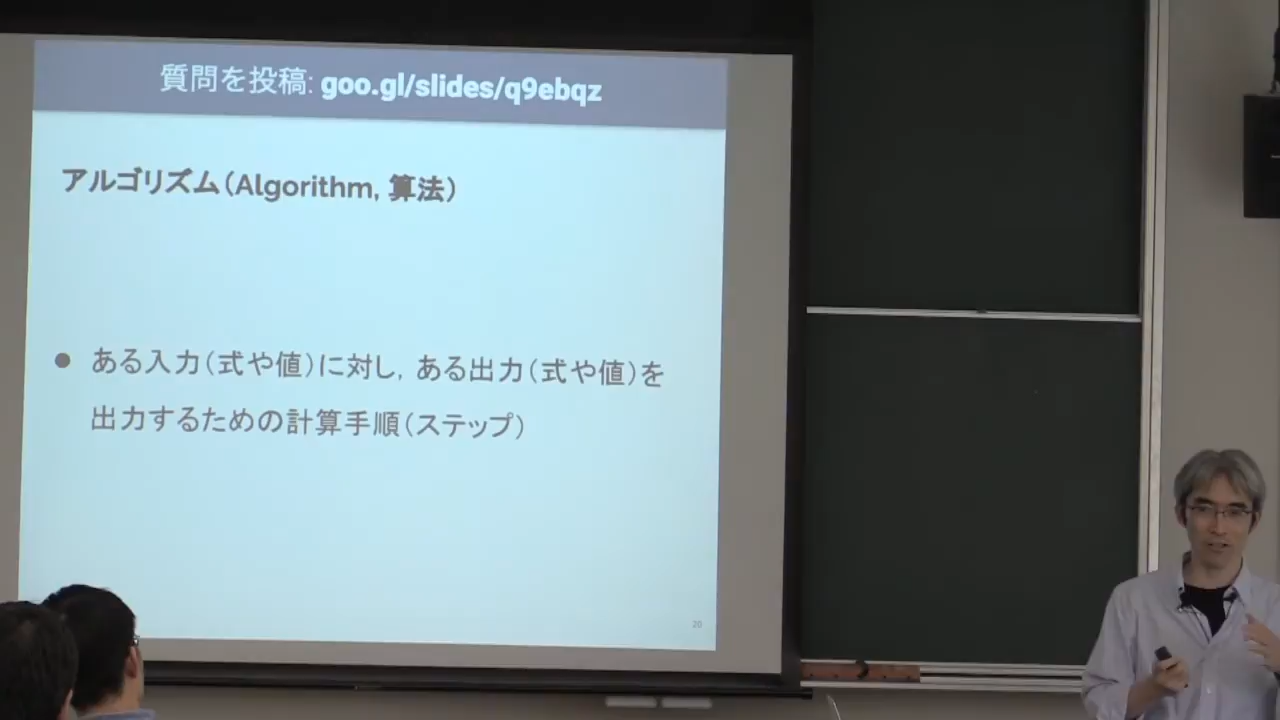 質問を投稿: goo.gl/slides/q9ebqz
アルゴリズム（Algorithm, 算法）
● ある入力（式や値）に対し, ある出力（式や値）を
出力するための計算手順（ステップ）
20